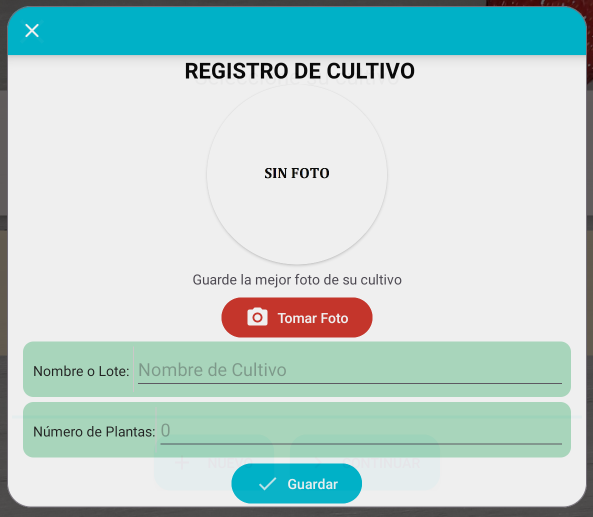 REGISTRO DE CULTIVO
SIN FOTO
Guarde la mejor foto de su cultivo
Tomar Foto
Nombre o Lote: Nombre de Cultivo
Número de Plantas: 0
Guardar